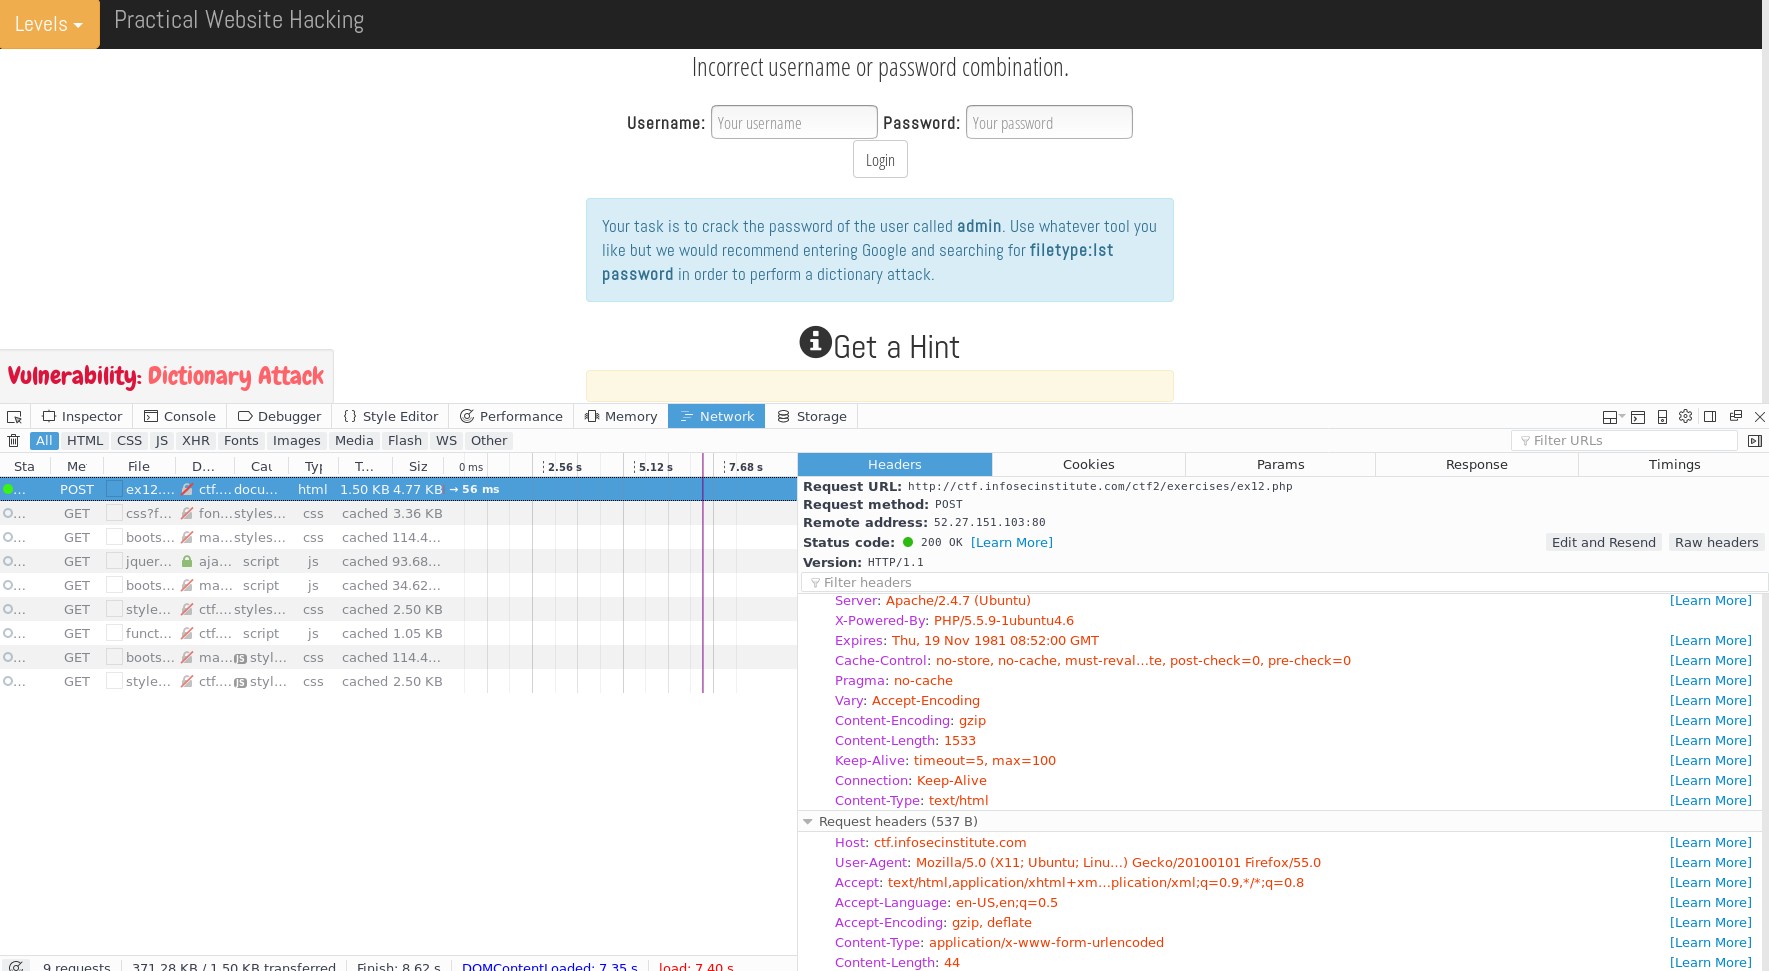 Levels
Practical Website Hacking
Incorrect username or password combination.
Username: Your username Password: Your password
Login
Your task is to crack the password of the user called admin. Use whatever tool you
like but we would recommend entering Google and searching for filetype:lst
password in order to perform a dictionary attack.
Get a Hint
Vulnerability: Dictionary Attack
Inspector Console Debugger {} Style Editor Performance Memory Network Storage
All HTML CSS JS XHR Fonts Images Media Flash WS Other Filter URLs
Sta Me File D... Cau Typ T... Siz 0 ms 2.56 s 5.12 s 7.68 s
... POST ex12.... ctf.... docu... html 1.50 KB 4.77 KB → 56 ms
... GET css?f... fon... styles... css cached 3.36 KB
... GET boots... ma... styles... css cached 114.4...
... GET jquer... aja... script js cached 93.68...
... GET boots... ma... script js cached 34.62...
... GET style... ctf.... styles... css cached 2.50 KB
... GET funct... ctf.... script js cached 1.05 KB
... GET boots... ma... JS styl... css cached 114.4...
... GET style... ctf.... JS styl... css cached 2.50 KB
9 requests 371.28 KB / 1.50 KB transferred Finish: 8.62 s DOMContentLoaded: 7.35 s load: 7.40 s
Headers Cookies Params Response Timings
Request URL: http://ctf.infosecinstitute.com/ctf2/exercises/ex12.php
Request method: POST
Remote address: 52.27.151.103:80
Status code: 200 OK [Learn More] Edit and Resend Raw headers
Version: HTTP/1.1
Filter headers
Server: Apache/2.4.7 (Ubuntu) [Learn More]
X-Powered-By: PHP/5.5.9-1ubuntu4.6
Expires: Thu, 19 Nov 1981 08:52:00 GMT [Learn More]
Cache-Control: no-store, no-cache, must-reval...te, post-check=0, pre-check=0 [Learn More]
Pragma: no-cache [Learn More]
Vary: Accept-Encoding [Learn More]
Content-Encoding: gzip [Learn More]
Content-Length: 1533 [Learn More]
Keep-Alive: timeout=5, max=100 [Learn More]
Connection: Keep-Alive [Learn More]
Content-Type: text/html [Learn More]
Request headers (537 B)
Host: ctf.infosecinstitute.com [Learn More]
User-Agent: Mozilla/5.0 (X11; Ubuntu; Linu...) Gecko/20100101 Firefox/55.0 [Learn More]
Accept: text/html,application/xhtml+xm...plication/xml;q=0.9,*/*;q=0.8 [Learn More]
Accept-Language: en-US,en;q=0.5 [Learn More]
Accept-Encoding: gzip, deflate [Learn More]
Content-Type: application/x-www-form-urlencoded [Learn More]
Content-Length: 44 [Learn More]